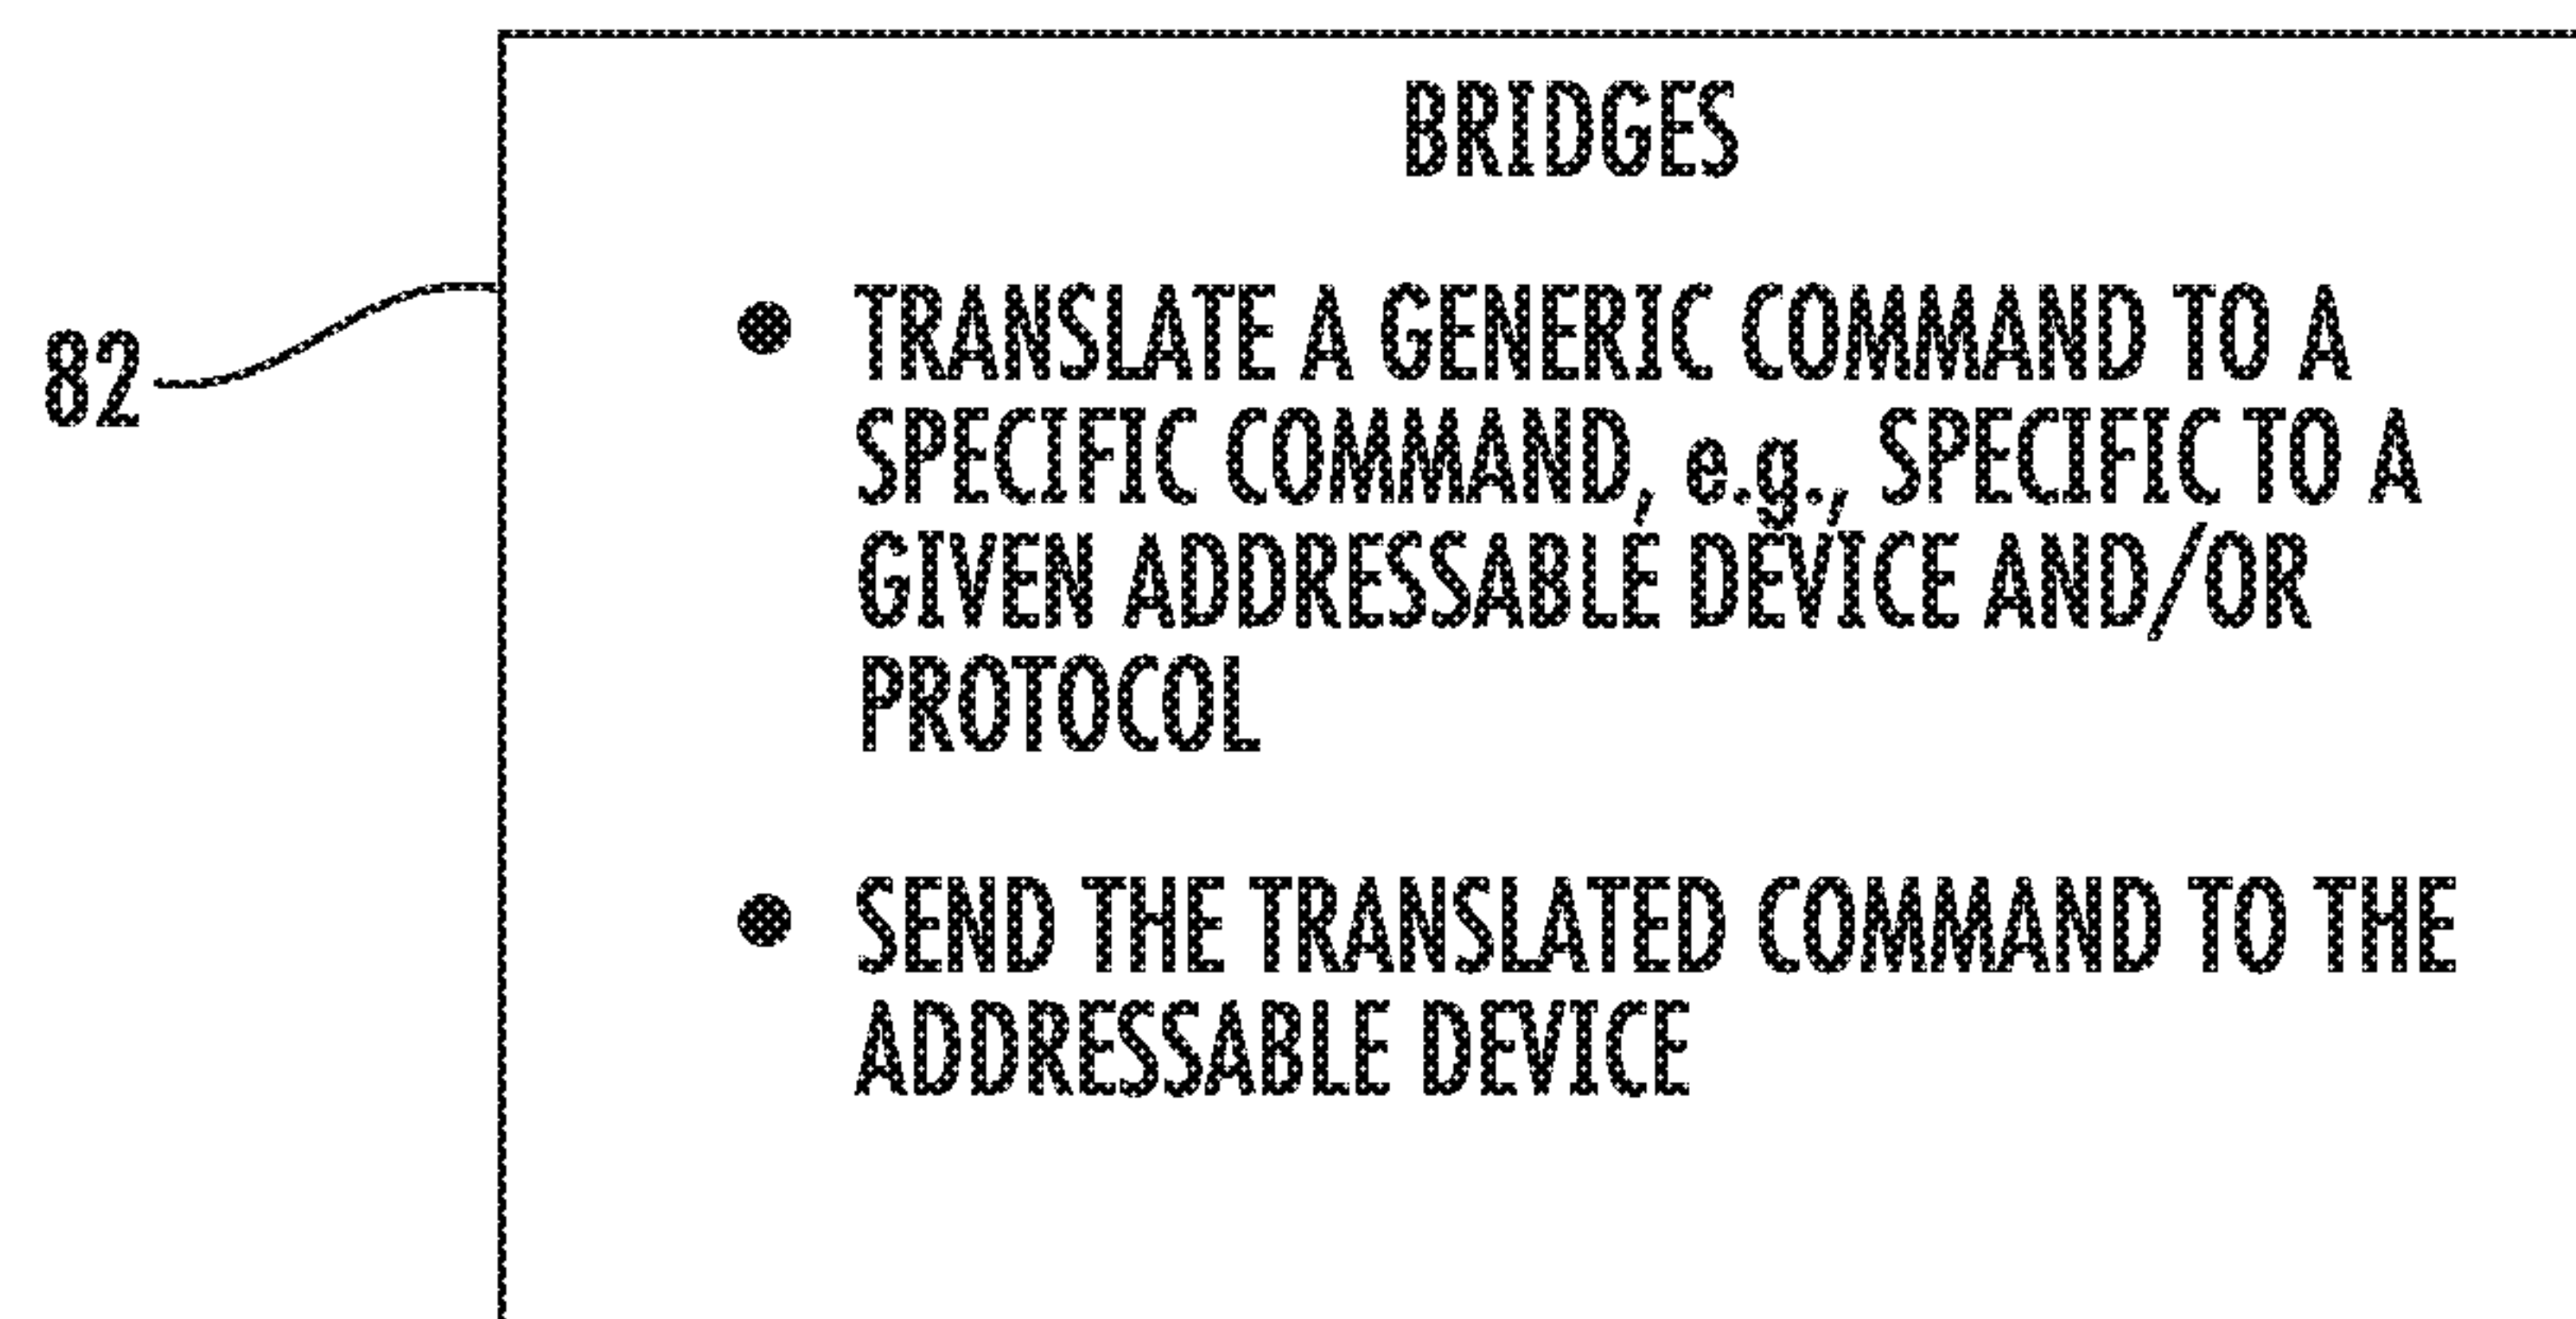 BRIDGES
82
● TRANSLATE A GENERIC COMMAND TO A
SPECIFIC COMMAND, e.g., SPECIFIC TO A
GIVEN ADDRESSABLE DEVICE AND/OR
PROTOCOL
● SEND THE TRANSLATED COMMAND TO THE
ADDRESSABLE DEVICE